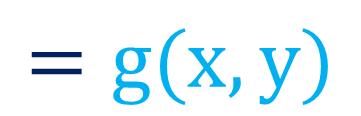 = g(x, y)